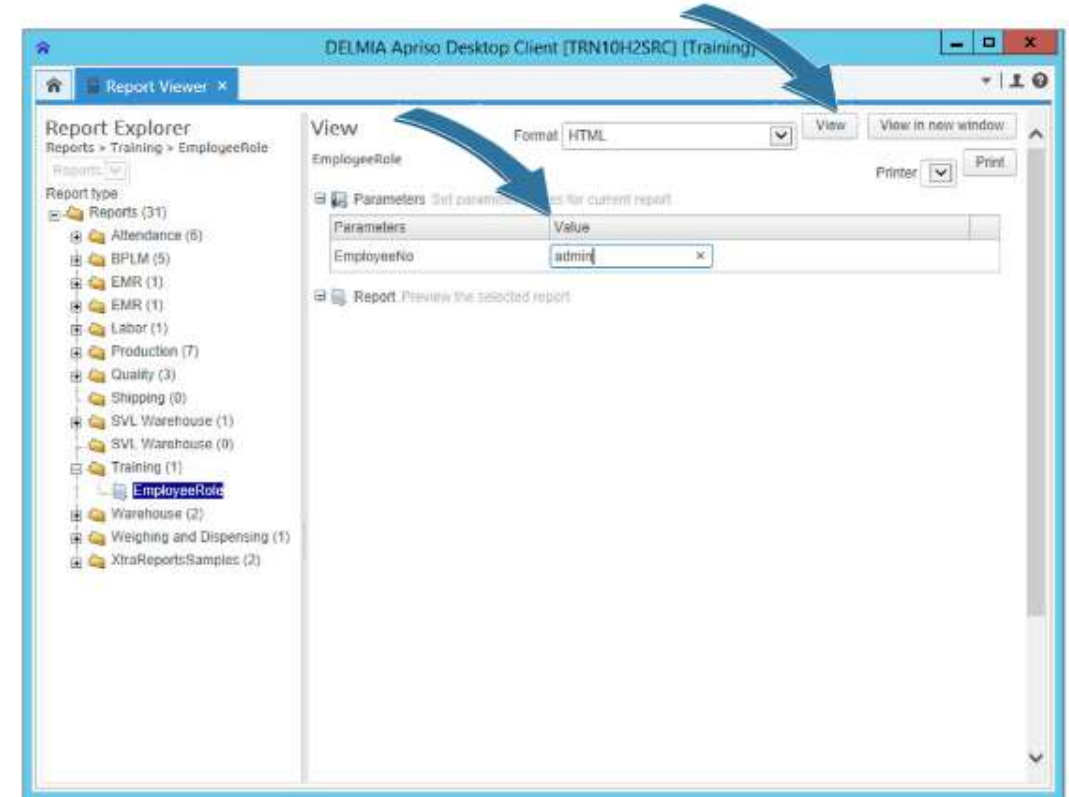 DELMIA Apriso Desktop Client [TRN10H2SRC] [Training]
Report Viewer ×
Report Explorer
Reports > Training > EmployeeRole
Reports
Report type
Reports (31)
Attendance (6)
BPLM (5)
EMR (1)
EMR (1)
Labor (1)
Production (7)
Quality (3)
Shipping (0)
SVL Warehouse (1)
SVL Warehouse (0)
Training (1)
EmployeeRole
Warehouse (2)
Weighing and Dispensing (1)
XtraReportsSamples (2)
View
Format HTML
View
View in new window
EmployeeRole
Printer
Print
Parameters Set for current report
Parameters Value
EmployeeNo admin ×
Report Preview the selected report